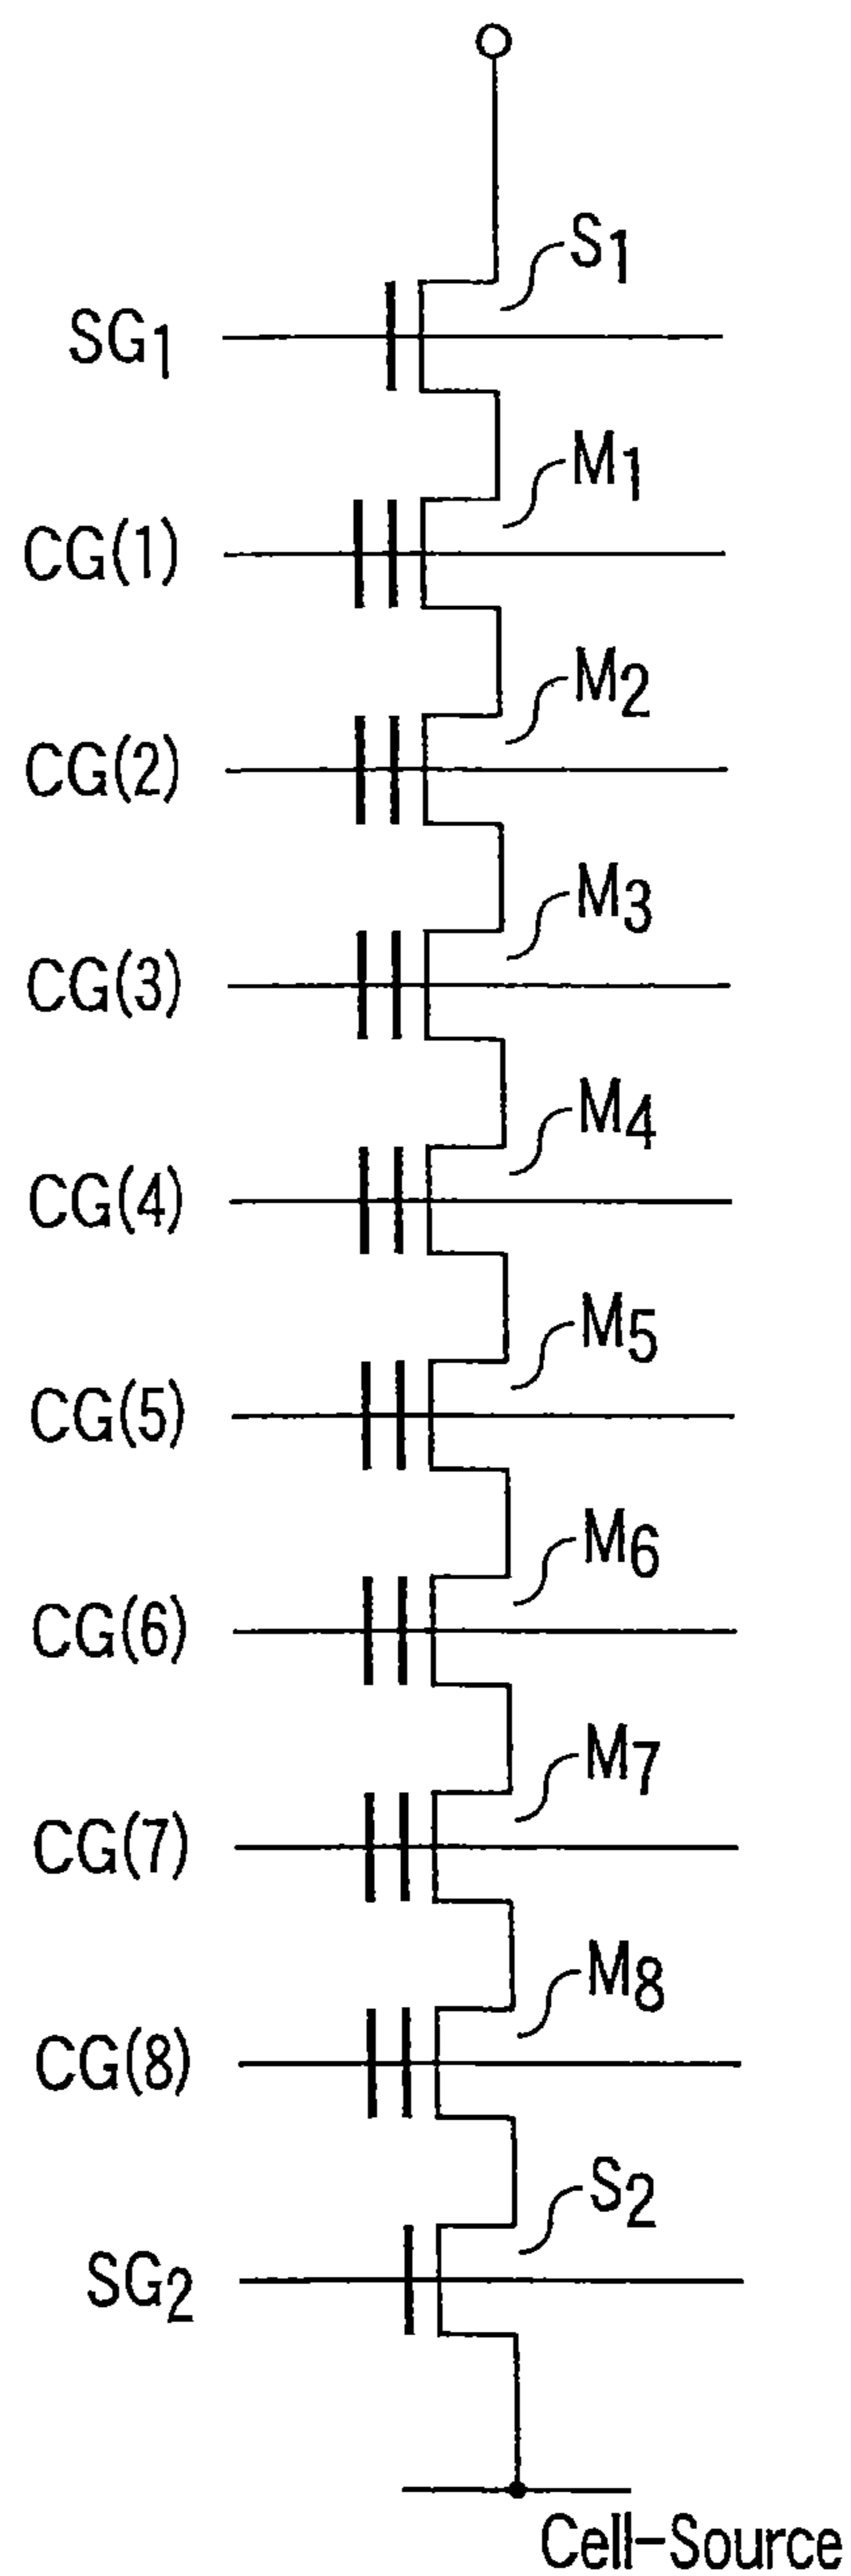 S1
SG1
M1
CG(1)
M2
CG(2)
M3
CG(3)
M4
CG(4)
M5
CG(5)
M6
CG(6)
M7
CG(7)
M8
CG(8)
S2
SG2
Cell-Source